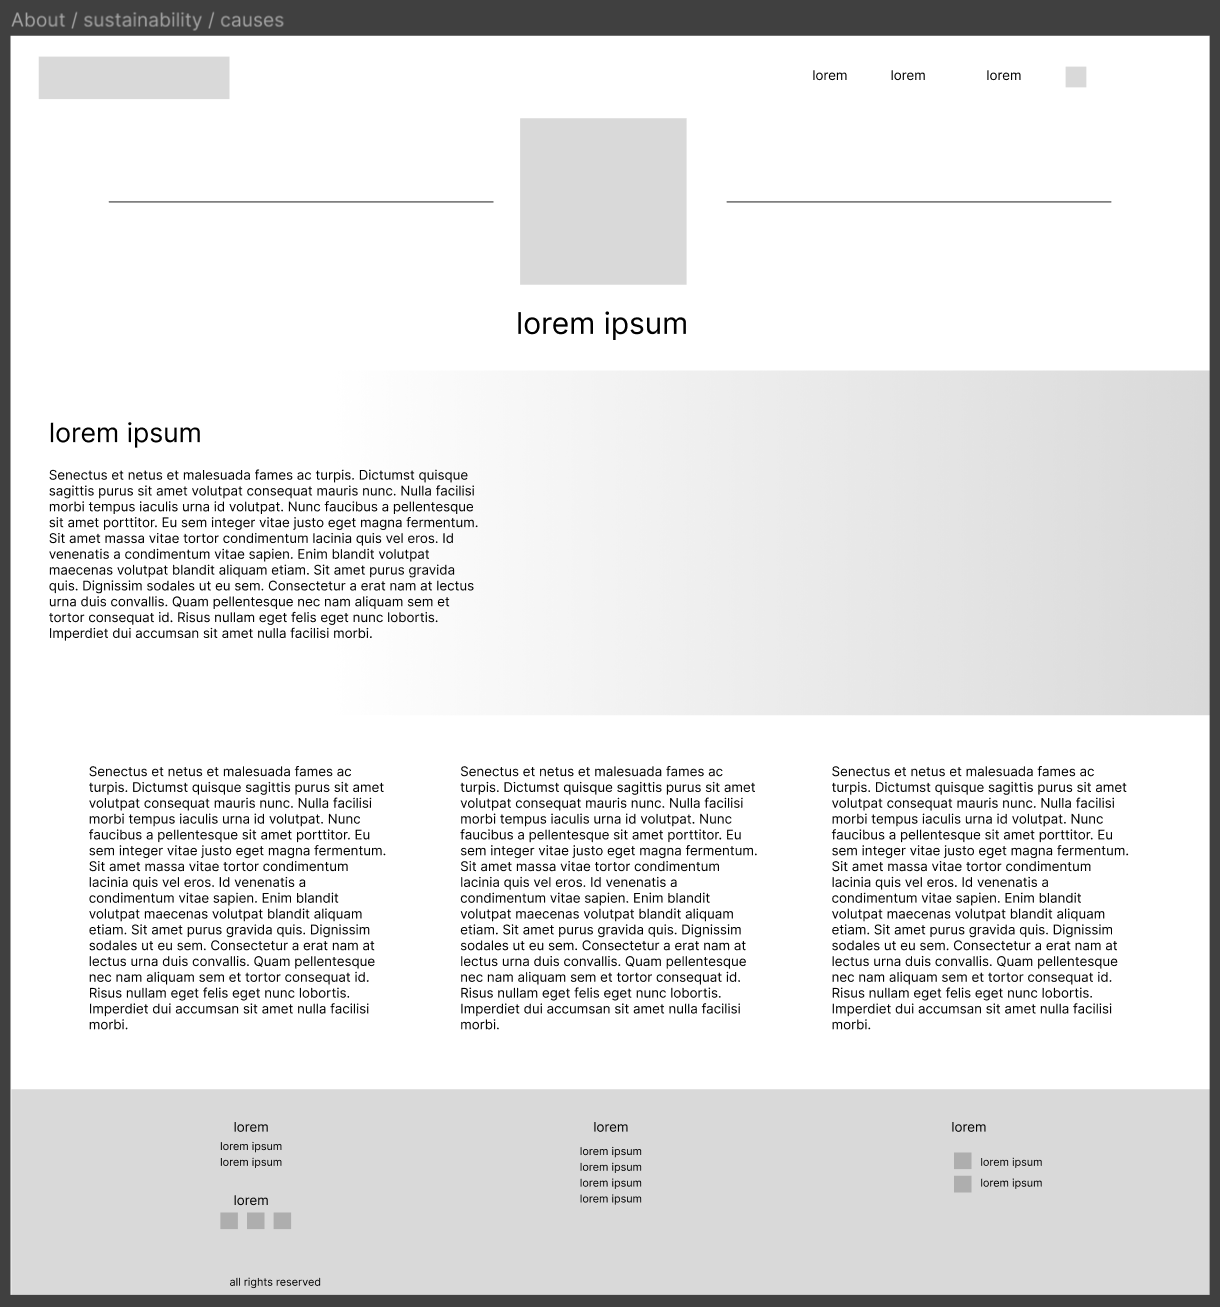 About / sustainability / causes
lorem lorem lorem
lorem ipsum
lorem ipsum
Senectus et netus et malesuada fames ac turpis. Dictumst quisque
sagittis purus sit amet volutpat consequat mauris nunc. Nulla facilisi
morbi tempus iaculis urna id volutpat. Nunc faucibus a pellentesque
sit amet porttitor. Eu sem integer vitae justo eget magna fermentum.
Sit amet massa vitae tortor condimentum lacinia quis vel eros. Id
venenatis a condimentum vitae sapien. Enim blandit volutpat
maecenas volutpat blandit aliquam etiam. Sit amet purus gravida
quis. Dignissim sodales ut eu sem. Consectetur a erat nam at lectus
urna duis convallis. Quam pellentesque nec nam aliquam sem et
tortor consequat id. Risus nullam eget felis eget nunc lobortis.
Imperdiet dui accumsan sit amet nulla facilisi morbi.
Senectus et netus et malesuada fames ac
turpis. Dictumst quisque sagittis purus sit amet
volutpat consequat mauris nunc. Nulla facilisi
morbi tempus iaculis urna id volutpat. Nunc
faucibus a pellentesque sit amet porttitor. Eu
sem integer vitae justo eget magna fermentum.
Sit amet massa vitae tortor condimentum
lacinia quis vel eros. Id venenatis a
condimentum vitae sapien. Enim blandit
volutpat maecenas volutpat blandit aliquam
etiam. Sit amet purus gravida quis. Dignissim
sodales ut eu sem. Consectetur a erat nam at
lectus urna duis convallis. Quam pellentesque
nec nam aliquam sem et tortor consequat id.
Risus nullam eget felis eget nunc lobortis.
Imperdiet dui accumsan sit amet nulla facilisi
morbi.
Senectus et netus et malesuada fames ac
turpis. Dictumst quisque sagittis purus sit amet
volutpat consequat mauris nunc. Nulla facilisi
morbi tempus iaculis urna id volutpat. Nunc
faucibus a pellentesque sit amet porttitor. Eu
sem integer vitae justo eget magna fermentum.
Sit amet massa vitae tortor condimentum
lacinia quis vel eros. Id venenatis a
condimentum vitae sapien. Enim blandit
volutpat maecenas volutpat blandit aliquam
etiam. Sit amet purus gravida quis. Dignissim
sodales ut eu sem. Consectetur a erat nam at
lectus urna duis convallis. Quam pellentesque
nec nam aliquam sem et tortor consequat id.
Risus nullam eget felis eget nunc lobortis.
Imperdiet dui accumsan sit amet nulla facilisi
morbi.
Senectus et netus et malesuada fames ac
turpis. Dictumst quisque sagittis purus sit amet
volutpat consequat mauris nunc. Nulla facilisi
morbi tempus iaculis urna id volutpat. Nunc
faucibus a pellentesque sit amet porttitor. Eu
sem integer vitae justo eget magna fermentum.
Sit amet massa vitae tortor condimentum
lacinia quis vel eros. Id venenatis a
condimentum vitae sapien. Enim blandit
volutpat maecenas volutpat blandit aliquam
etiam. Sit amet purus gravida quis. Dignissim
sodales ut eu sem. Consectetur a erat nam at
lectus urna duis convallis. Quam pellentesque
nec nam aliquam sem et tortor consequat id.
Risus nullam eget felis eget nunc lobortis.
Imperdiet dui accumsan sit amet nulla facilisi
morbi.
lorem
lorem ipsum
lorem ipsum
lorem
lorem
lorem ipsum
lorem ipsum
lorem ipsum
lorem ipsum
lorem
lorem ipsum
lorem ipsum
all rights reserved